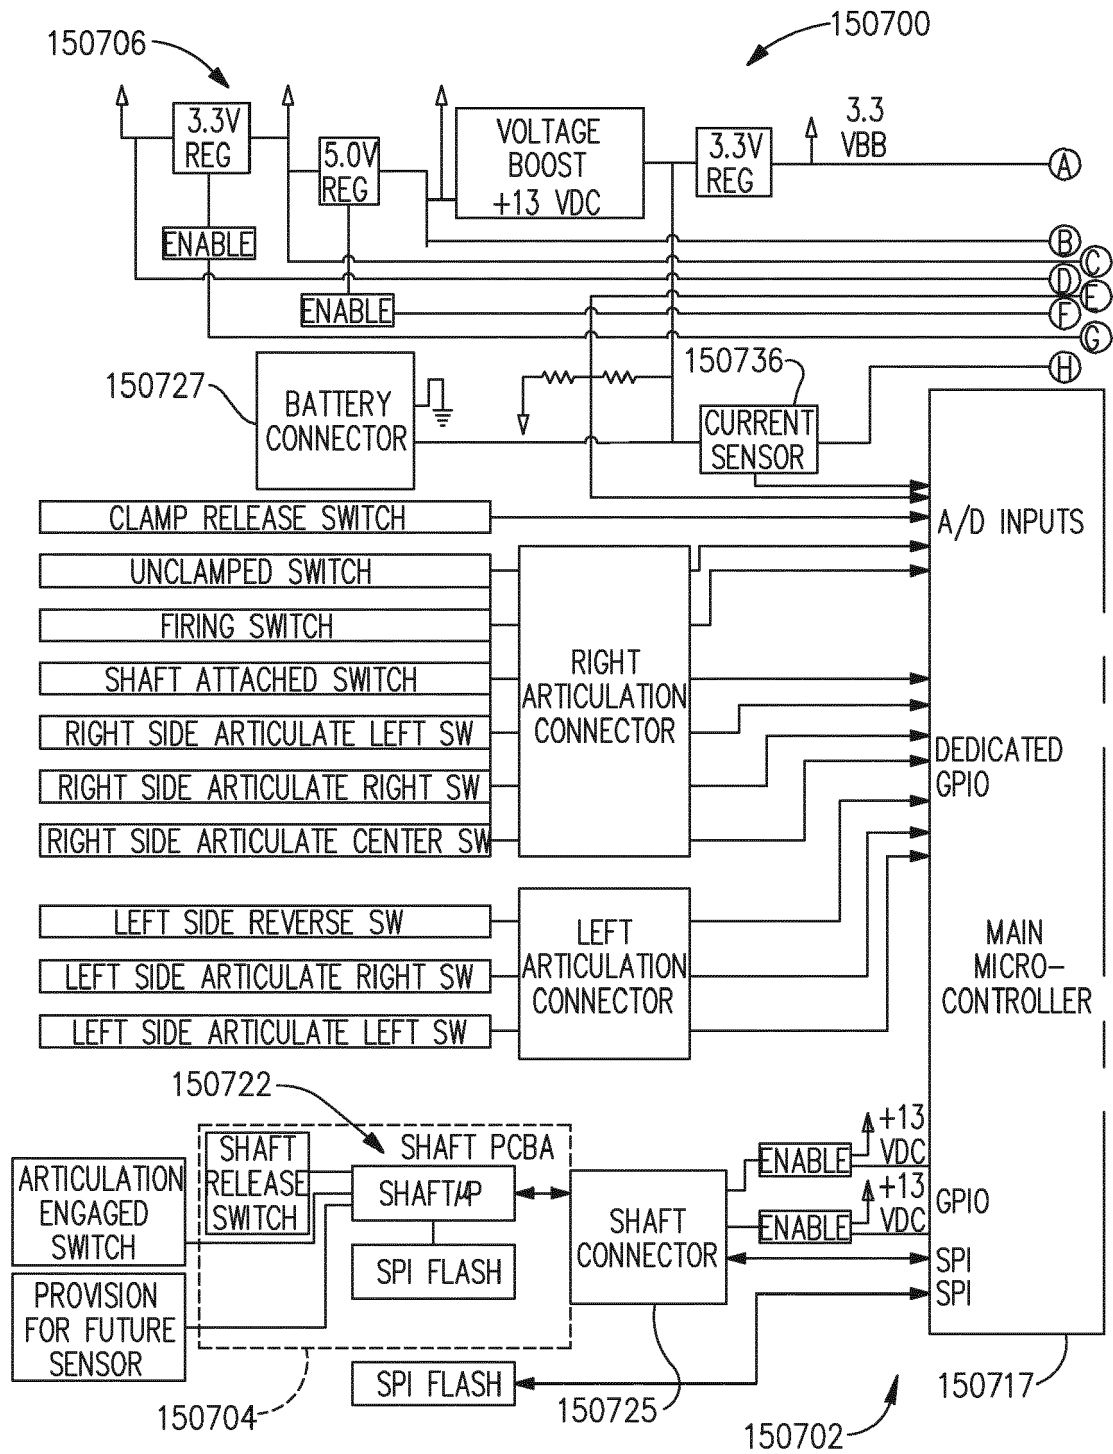 150706
150700
3.3V
REG
5.0V
REG
VOLTAGE
BOOST
+13 VDC
3.3V
REG
3.3
VBB
A
ENABLE
B
C
D
E
ENABLE
F
G
150727
BATTERY
CONNECTOR
150736
H
CURRENT
SENSOR
CLAMP RELEASE SWITCH
A/D INPUTS
UNCLAMPED SWITCH
FIRING SWITCH
SHAFT ATTACHED SWITCH
RIGHT
ARTICULATION
CONNECTOR
RIGHT SIDE ARTICULATE LEFT SW
RIGHT SIDE ARTICULATE RIGHT SW
RIGHT SIDE ARTICULATE CENTER SW
DEDICATED
GPIO
LEFT SIDE REVERSE SW
LEFT SIDE ARTICULATE RIGHT SW
LEFT SIDE ARTICULATE LEFT SW
LEFT
ARTICULATION
CONNECTOR
MAIN
MICRO-
CONTROLLER
150722
SHAFT PCBA
SHAFT
RELEASE
SWITCH
SHAFT/μP
SPI FLASH
ARTICULATION
ENGAGED
SWITCH
PROVISION
FOR FUTURE
SENSOR
SHAFT
CONNECTOR
ENABLE
+13
VDC
ENABLE
+13
VDC
GPIO
SPI
SPI
SPI FLASH
150704
150725
150702
150717